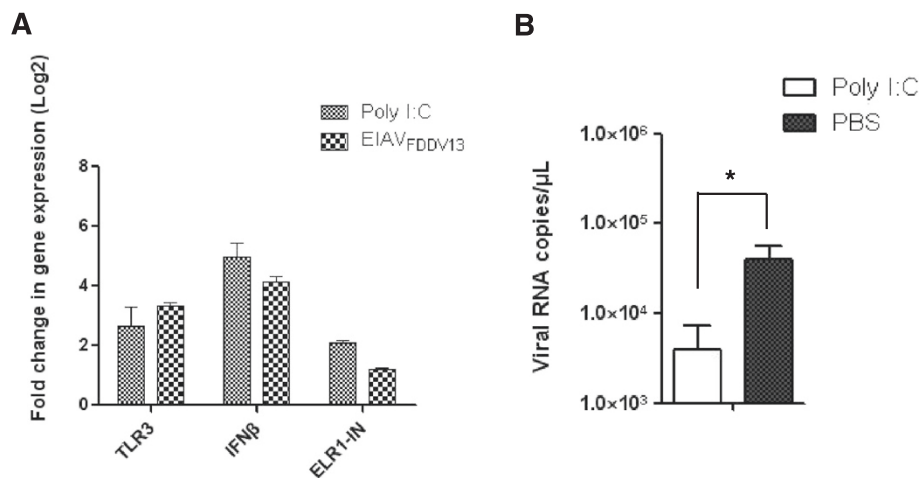 A
Fold change in gene expression (Log2)
Poly I:C
EIAV_FDDV13
8
6
4
2
0
TLR3
IFNβ
ELR1-IN
B
Poly I:C
PBS
Viral RNA copies/µL
1.0×10⁶
1.0×10⁵
1.0×10⁴
1.0×10³
*